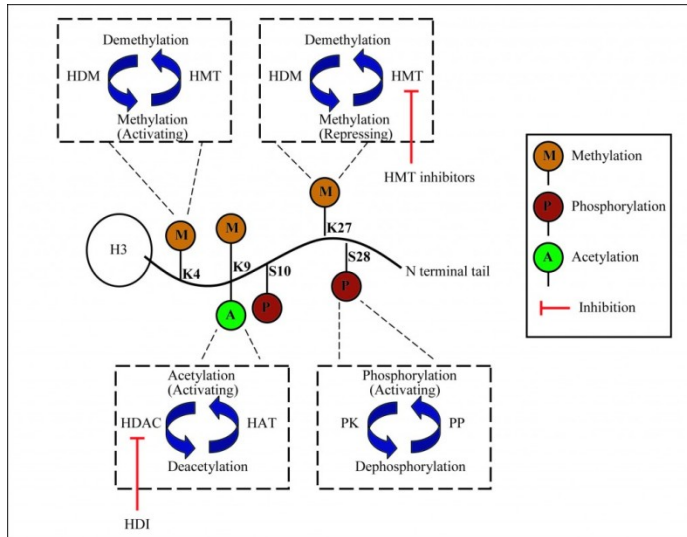 Demethylation
HDM HMT
Methylation
(Activating)
Demethylation
HDM HMT
Methylation
(Repressing)
HMT inhibitors
M Methylation
P Phosphorylation
A Acetylation
Inhibition
H3
M
K4
M
K9
A
S10
P
M
K27
S28
P
N terminal tail
Acetylation
(Activating)
HDAC HAT
Deacetylation
HDI
Phosphorylation
(Activating)
PK PP
Dephosphorylation